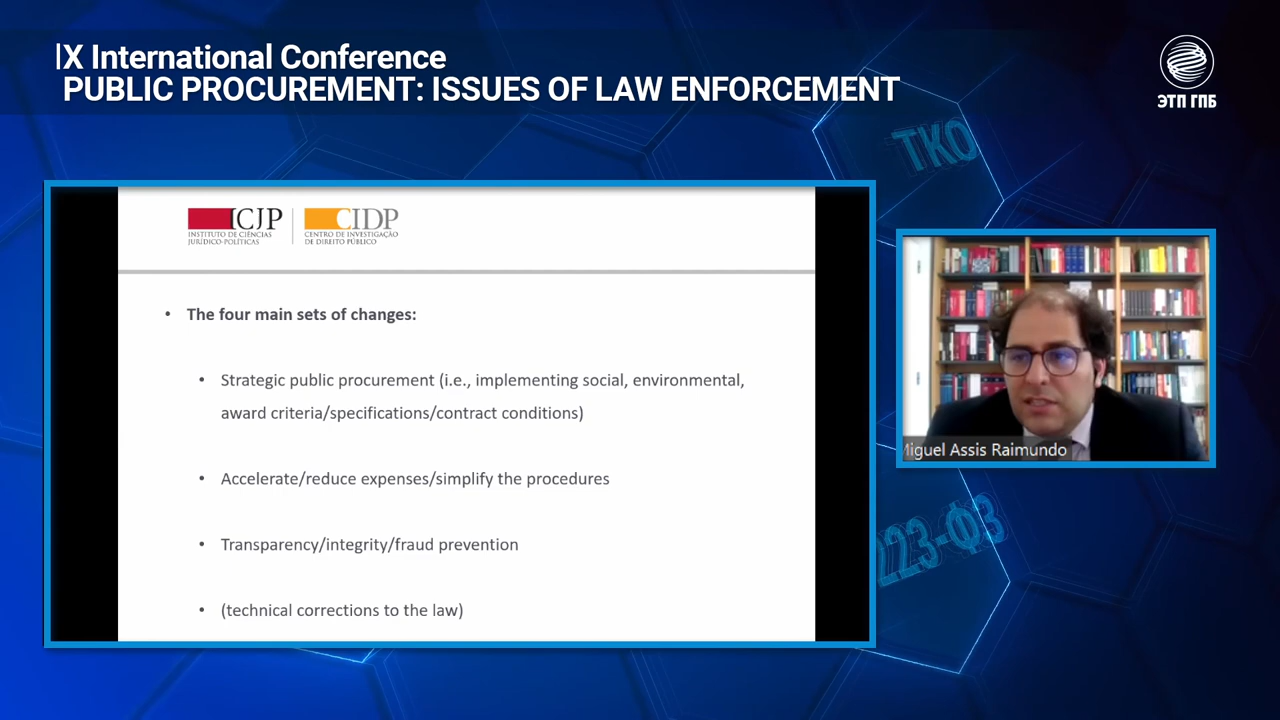 IX International Conference
PUBLIC PROCUREMENT: ISSUES OF LAW ENFORCEMENT
ЭТП ГПБ
ТКО
ICJP
INSTITUTO DE CIÊNCIAS
JURÍDICO-POLÍTICAS
CIDP
CENTRO DE INVESTIGAÇÃO
DE DIREITO PÚBLICO
• The four main sets of changes:
• Strategic public procurement (i.e., implementing social, environmental,
award criteria/specifications/contract conditions)
• Accelerate/reduce expenses/simplify the procedures
• Transparency/integrity/fraud prevention
• (technical corrections to the law)
Miguel Assis Raimundo
223-ФЗ